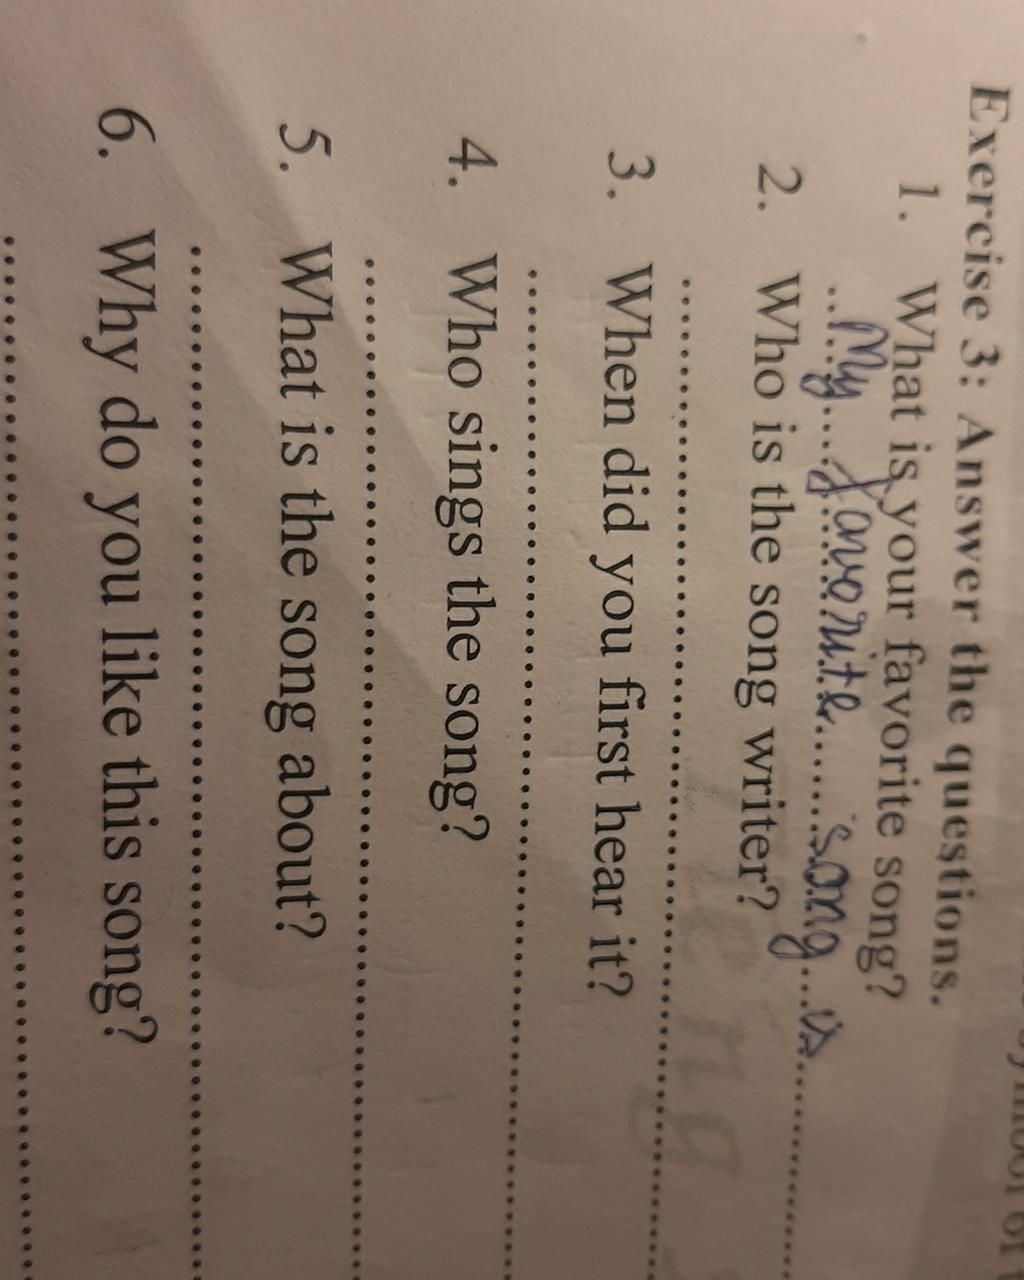 Exercise 3: Answer the questions.
1. What is your favorite song?
My favorite song is
2. Who is the song writer?
3. When did you first hear it?
4. Who sings the song?
5. What is the song about?
6. Why do you like this song?